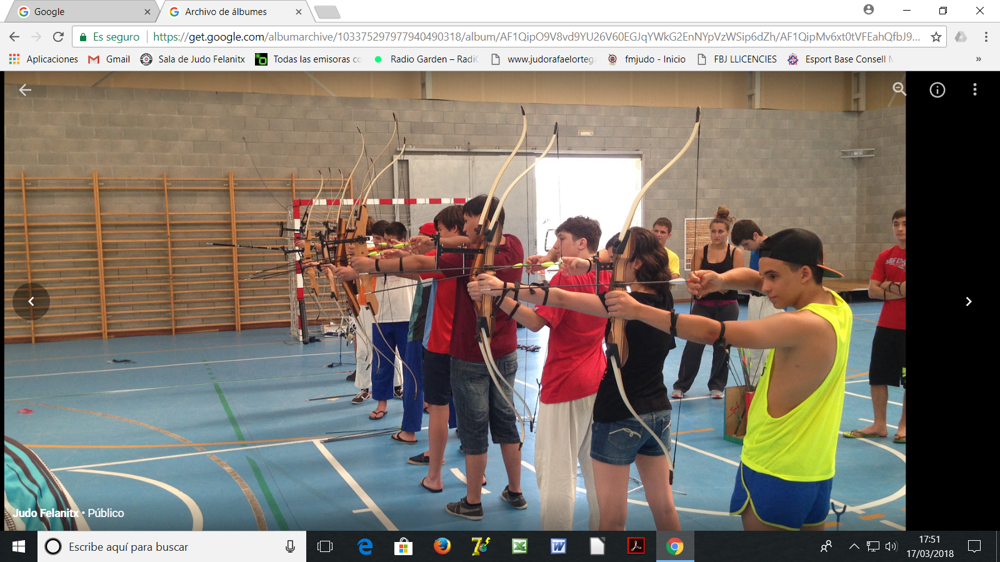 Google
Archivo de álbumes
Es seguro
https://get.google.com/albumarchive/103375297977940490318/album/AF1QipO9V8vd9YU26V60EGJqYWkG2EnNYpVzWSip6dZh/AF1QipMv6xt0tVFEahQfbJ9...
Aplicaciones
Gmail
Sala de Judo Felanitx
Todas las emisoras co
Radio Garden – Radi
www.judorafaelortega
fmjudo - Inicio
FBJ LLICENCIES
Esport Base Consell M
»
Judo Felanitx • Público
Escribe aquí para buscar
17:51
17/03/2018